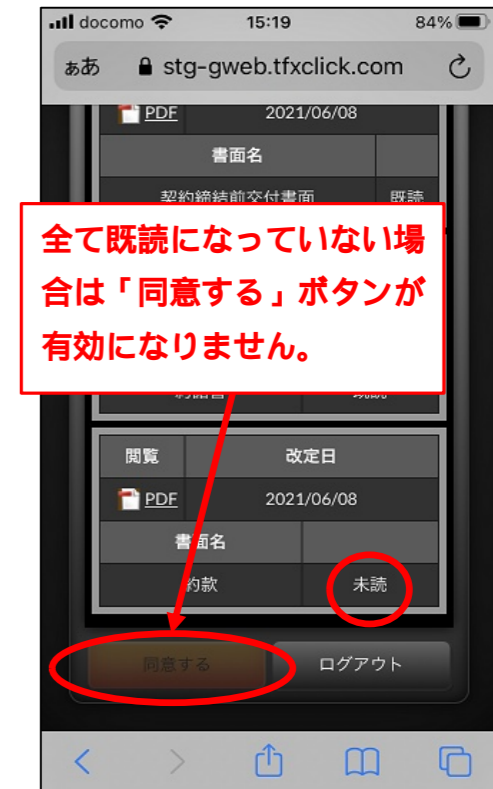 docomo 15:19 84%
ぁあ stg-gweb.tfxclick.com
PDF 2021/06/08
書面名
契約締結前交付書面 既読
全て既読になっていない場
合は「同意する」ボタンが
有効になりません。
閲覧 改定日
PDF 2021/06/08
書面名
約款 未読
同意する ログアウト